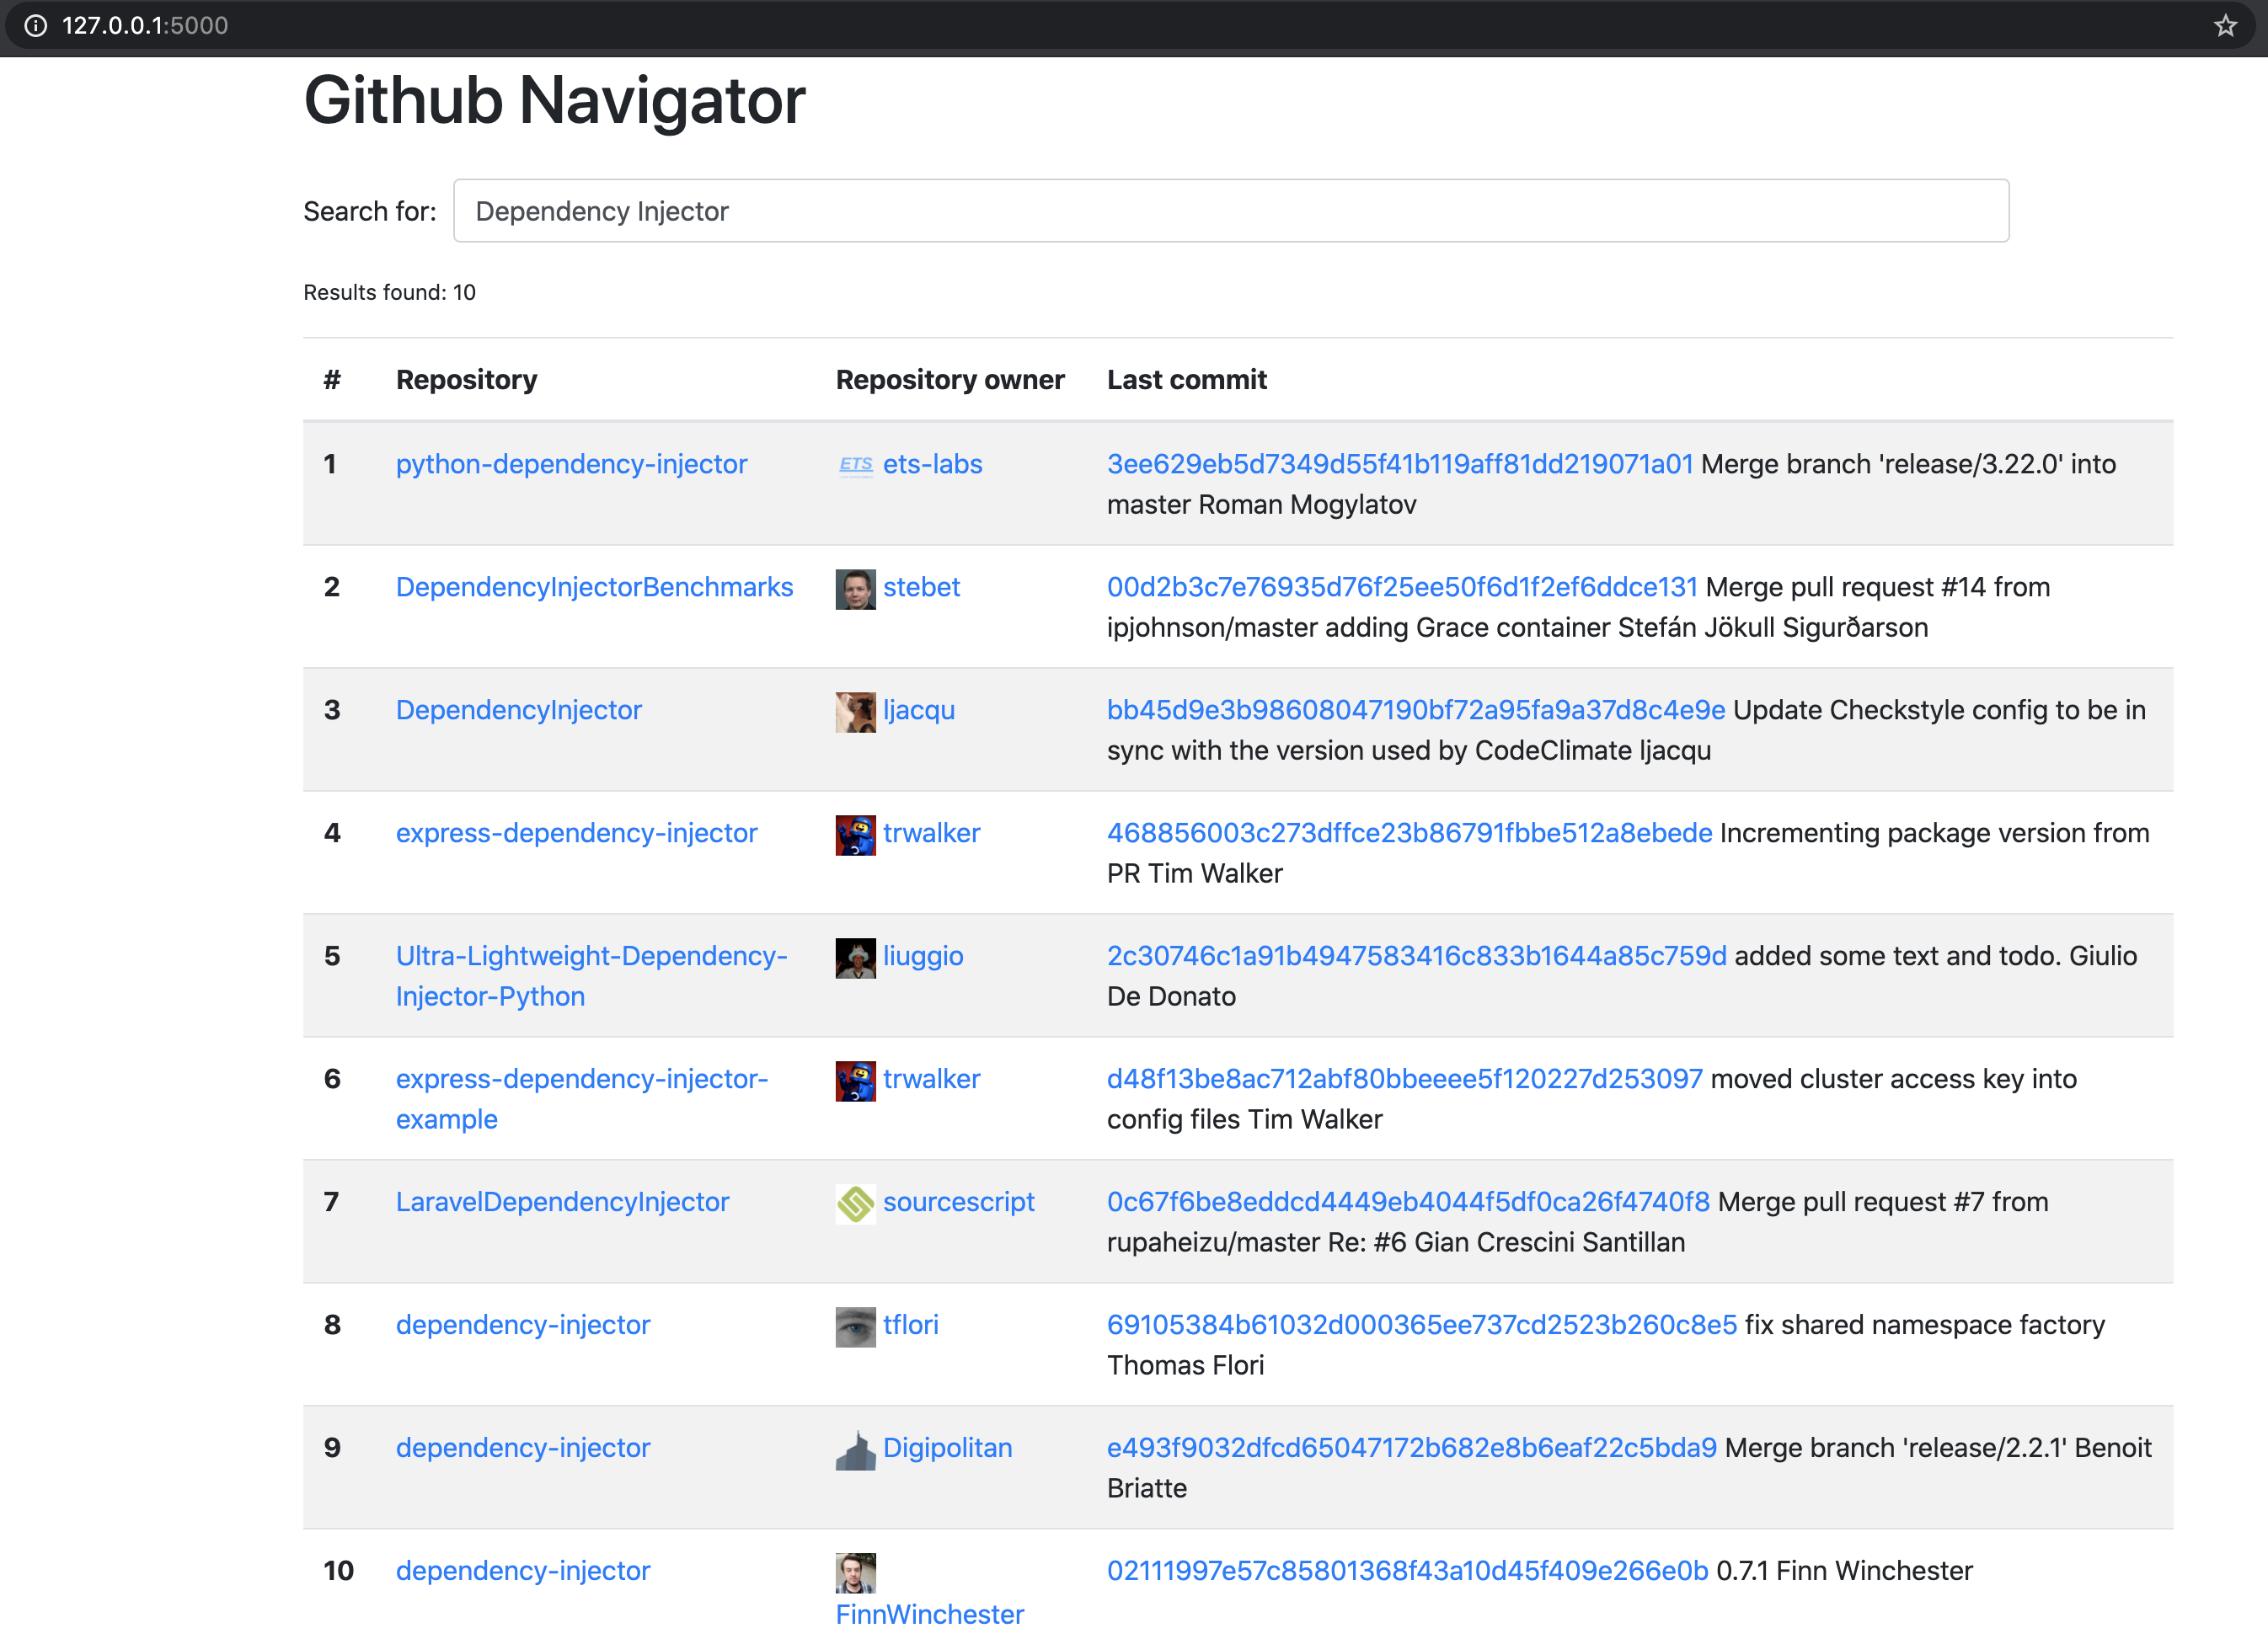 127.0.0.1:5000
Github Navigator
Search for: Dependency Injector
Results found: 10
# Repository Repository owner Last commit
1 python-dependency-injector ETS ets-labs 3ee629eb5d7349d55f41b119aff81dd219071a01 Merge branch 'release/3.22.0' into
master Roman Mogylatov
2 DependencyInjectorBenchmarks stebet 00d2b3c7e76935d76f25ee50f6d1f2ef6ddce131 Merge pull request #14 from
ipjohnson/master adding Grace container Stefán Jökull Sigurðarson
3 DependencyInjector ljacqu bb45d9e3b98608047190bf72a95fa9a37d8c4e9e Update Checkstyle config to be in
sync with the version used by CodeClimate ljacqu
4 express-dependency-injector trwalker 468856003c273dffce23b86791fbbe512a8ebede Incrementing package version from
PR Tim Walker
5 Ultra-Lightweight-Dependency- liuggio 2c30746c1a91b4947583416c833b1644a85c759d added some text and todo. Giulio
Injector-Python De Donato
6 express-dependency-injector- trwalker d48f13be8ac712abf80bbeeee5f120227d253097 moved cluster access key into
example config files Tim Walker
7 LaravelDependencyInjector sourcescript 0c67f6be8eddcd4449eb4044f5df0ca26f4740f8 Merge pull request #7 from
rupaheizu/master Re: #6 Gian Crescini Santillan
8 dependency-injector tflori 69105384b61032d000365ee737cd2523b260c8e5 fix shared namespace factory
Thomas Flori
9 dependency-injector Digipolitan e493f9032dfcd65047172b682e8b6eaf22c5bda9 Merge branch 'release/2.2.1' Benoit
Briatte
10 dependency-injector 02111997e57c85801368f43a10d45f409e266e0b 0.7.1 Finn Winchester
FinnWinchester